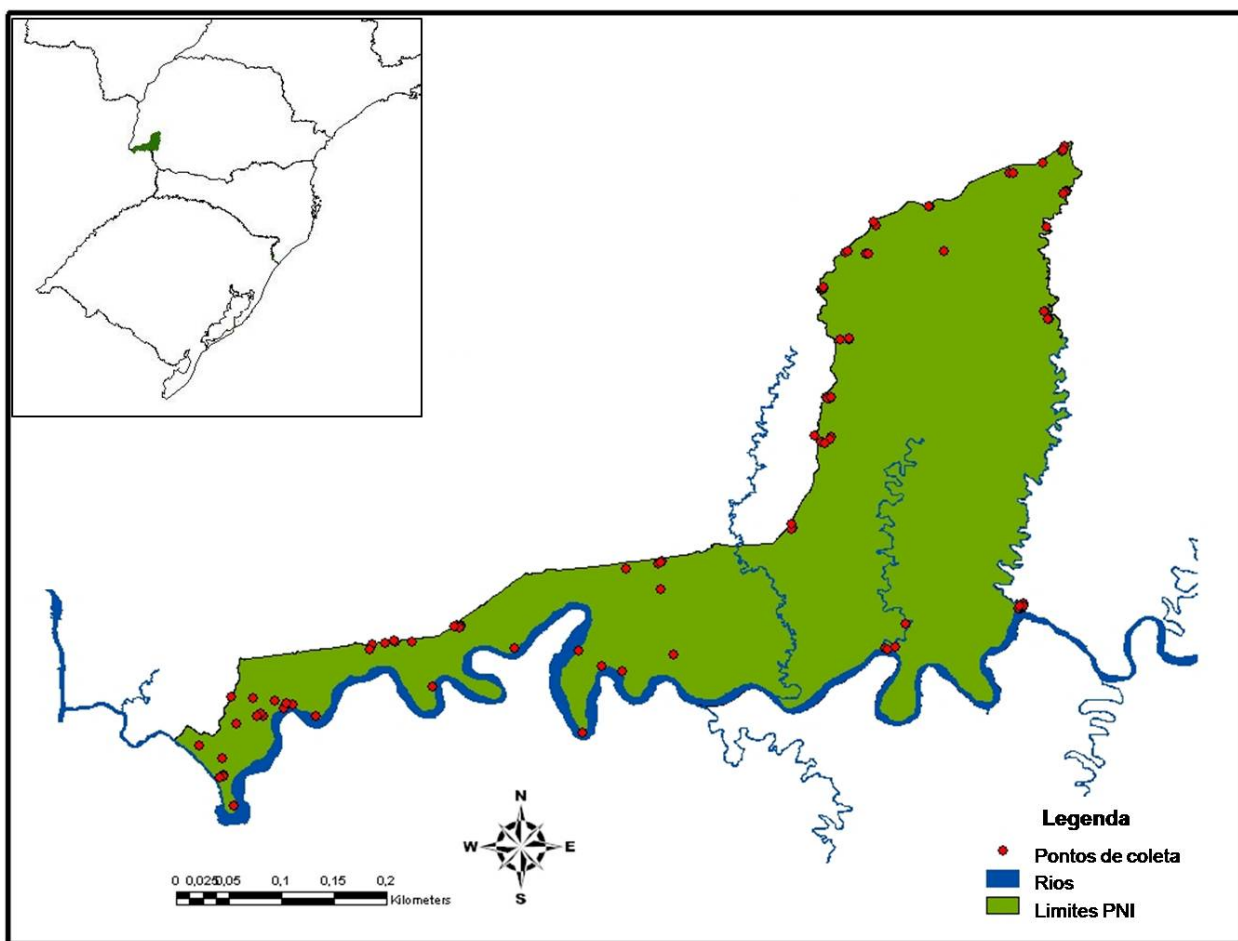 N
W E
S
0 0,025 0,05 0,1 0,15 0,2
Kilometers
Legenda
Pontos de coleta
Rios
Limites PNI